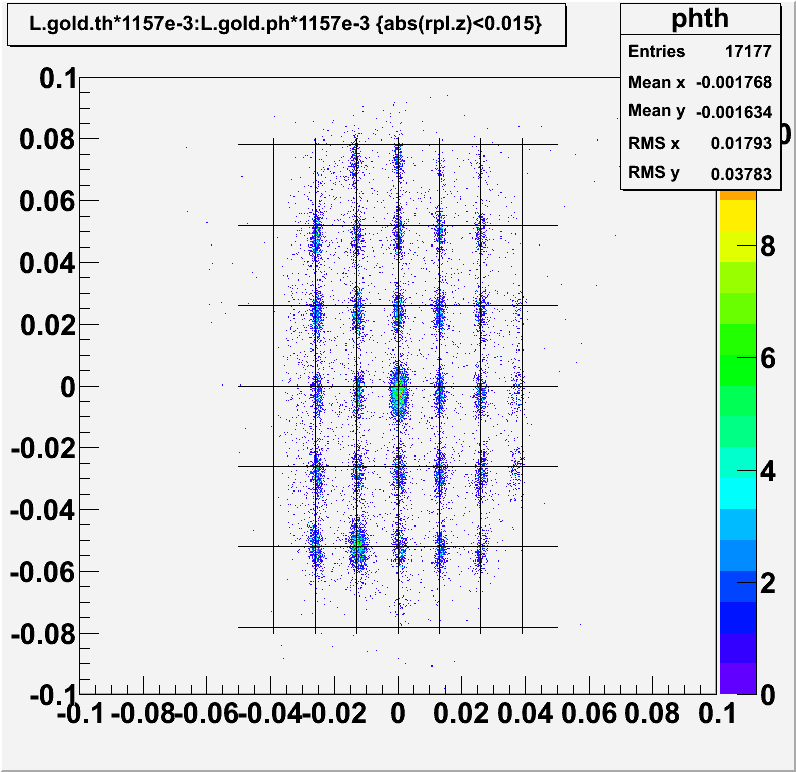 L.gold.th*1157e-3:L.gold.ph*1157e-3 {abs(rpl.z)<0.015}
phth
Entries 17177
Mean x -0.001768
Mean y -0.001634
RMS x 0.01793
RMS y 0.03783
0.1
0.08
0.06
0.04
0.02
0
-0.02
-0.04
-0.06
-0.08
-0.1
-0.1 -0.08 -0.06 -0.04 -0.02 0 0.02 0.04 0.06 0.08 0.1
0
8
6
4
2
0